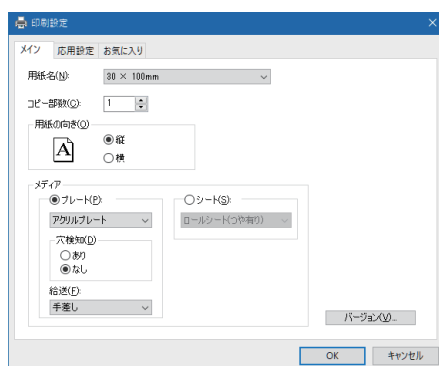 印刷設定
メイン 応用設定 お気に入り
用紙名(N): 30 × 100mm
コピー部数(C): 1
用紙の向き(O)
A
縦
横
メディア
プレート(P): シート(S):
アクリルプレート ロールシート(つや有り)
穴検知(D)
あり
なし
給送(F):
手差し
バージョン(V)...
OK キャンセル